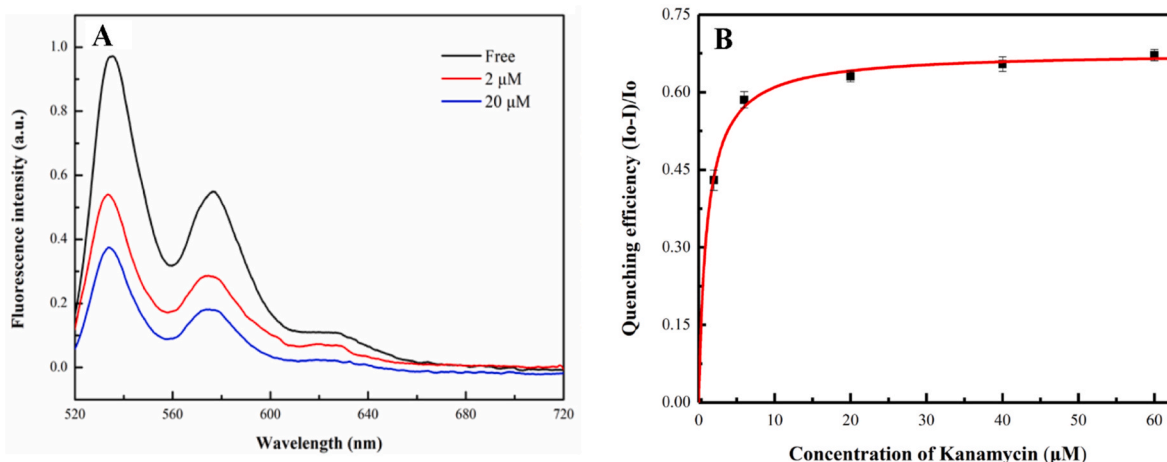 A
Free
2 μM
20 μM
1.0
0.8
0.6
0.4
0.2
0.0
Fluorescence intensity (a.u.)
520
560
600
640
680
720
Wavelength (nm)
B
0.75
0.60
0.45
0.30
0.15
0.00
Quenching efficiency (Io-I)/Io
0
10
20
30
40
50
60
Concentration of Kanamycin (μM)